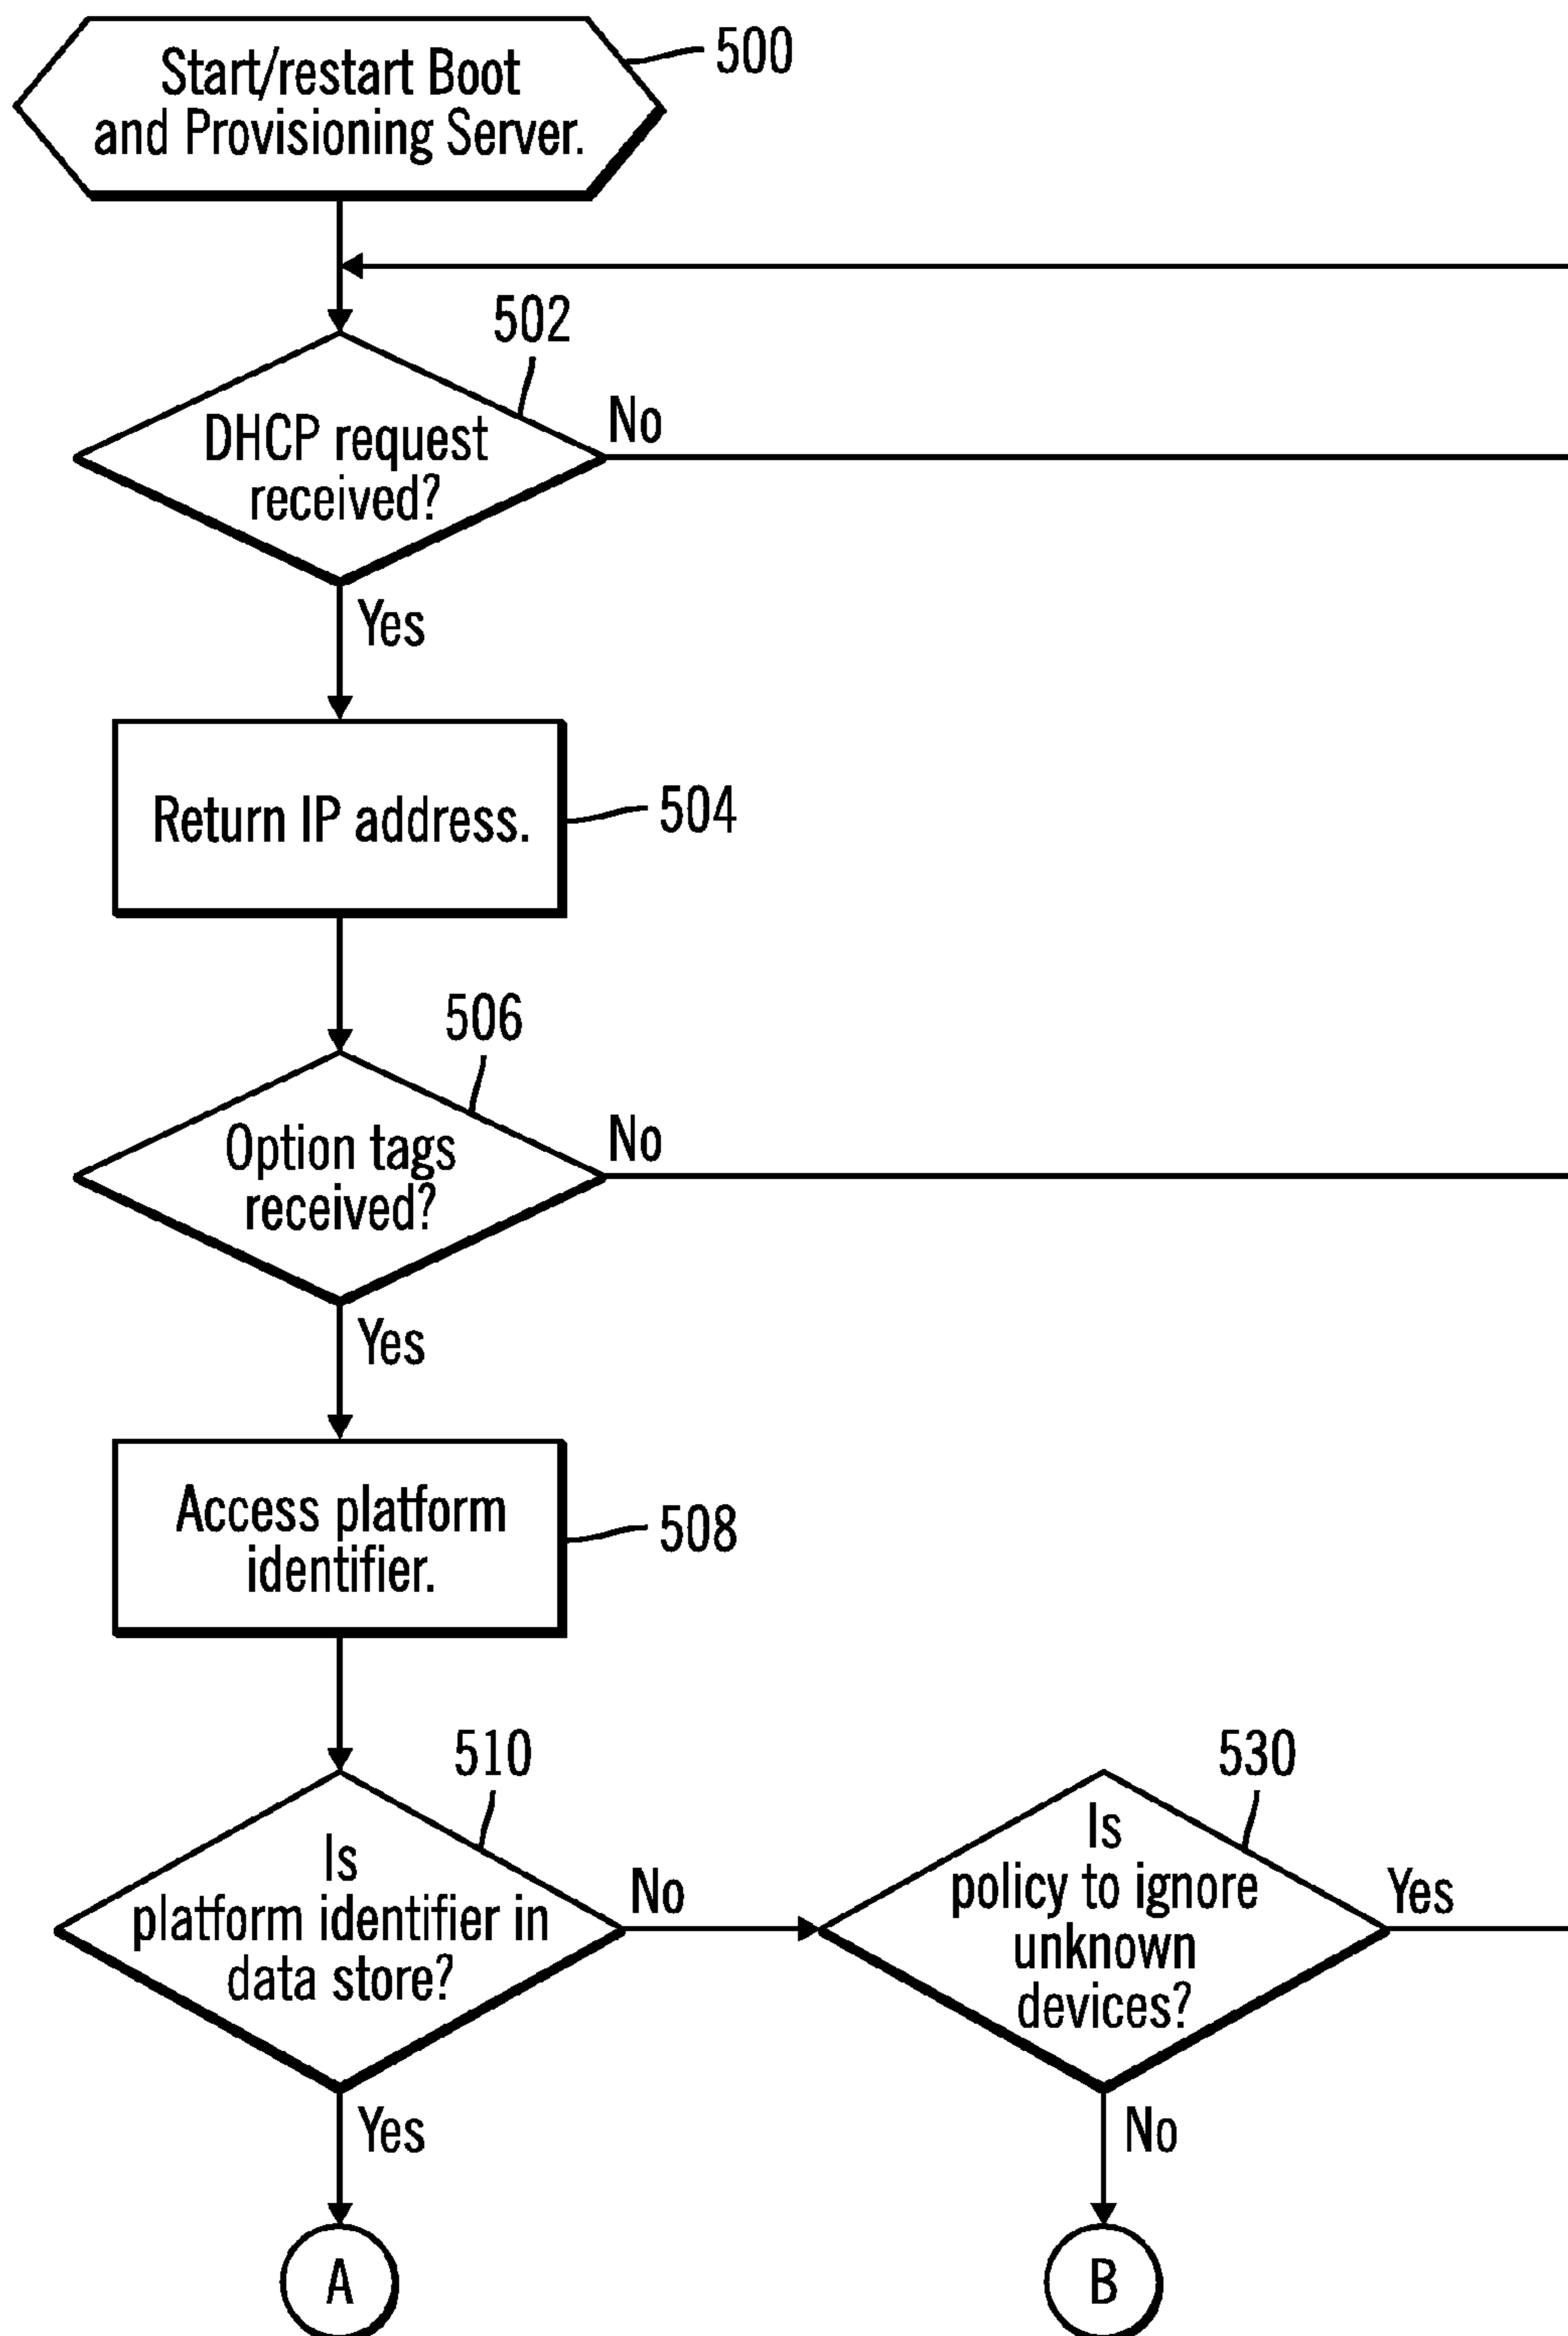 Start/restart Boot
and Provisioning Server.
500
502
DHCP request
received?
No
Yes
Return IP address.
504
506
Option tags
received?
No
Yes
Access platform
identifier.
508
510
Is
platform identifier in
data store?
No
Yes
530
Is
policy to ignore
unknown
devices?
Yes
No
A
B